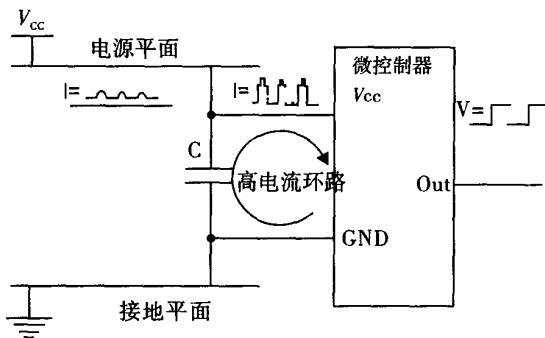 Vcc
电源平面
I=
I=
微控制器
Vcc
V=
C
高电流环路
Out
GND
接地平面